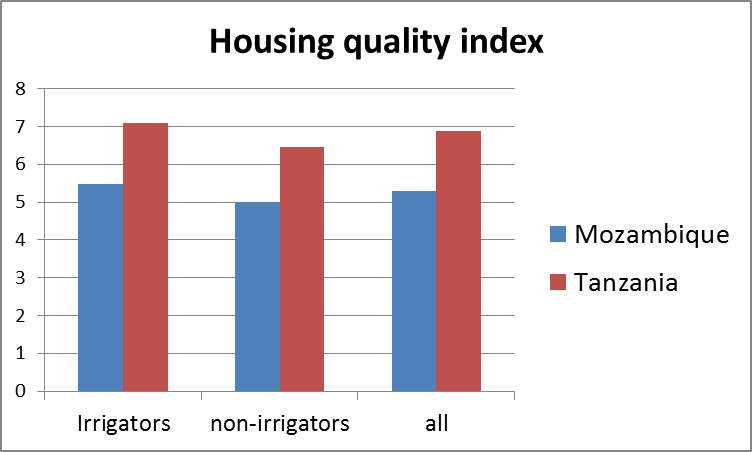 Housing quality index
8
7
6
5
4
3
2
1
0
Irrigators non-irrigators all
Mozambique
Tanzania